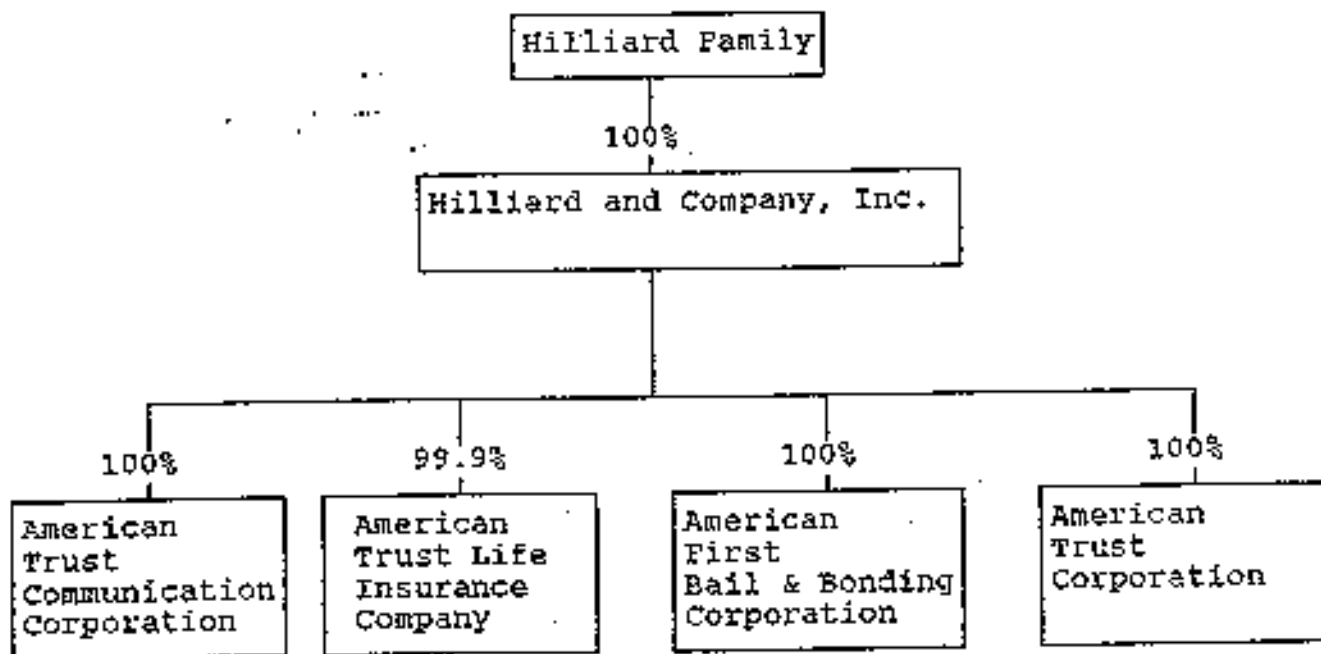 Hilliard Family
100%
Hilliard and Company, Inc.
100%
99.9%
100%
100%
American
Trust
Communication
Corporation
American
Trust Life
Insurance
Company
American
First
Bail & Bonding
Corporation
American
Trust
Corporation